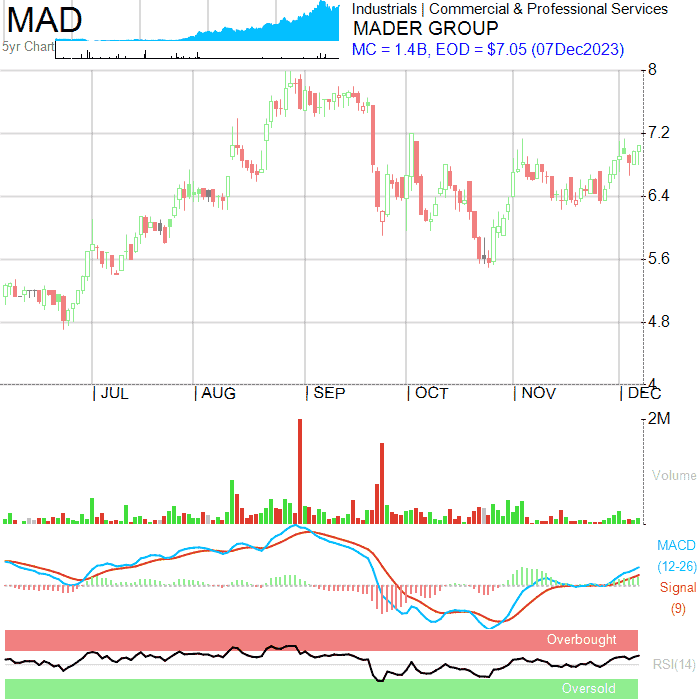 MAD
5yr Chart
Industrials | Commercial & Professional Services
MADER GROUP
MC = 1.4B, EOD = $7.05 (07Dec2023)
8
7.2
6.4
5.6
4.8
4
| JUL | AUG | SEP | OCT | NOV | DEC
2M
Volume
MACD
(12-26)
Signal
(9)
Overbought
RSI(14)
Oversold